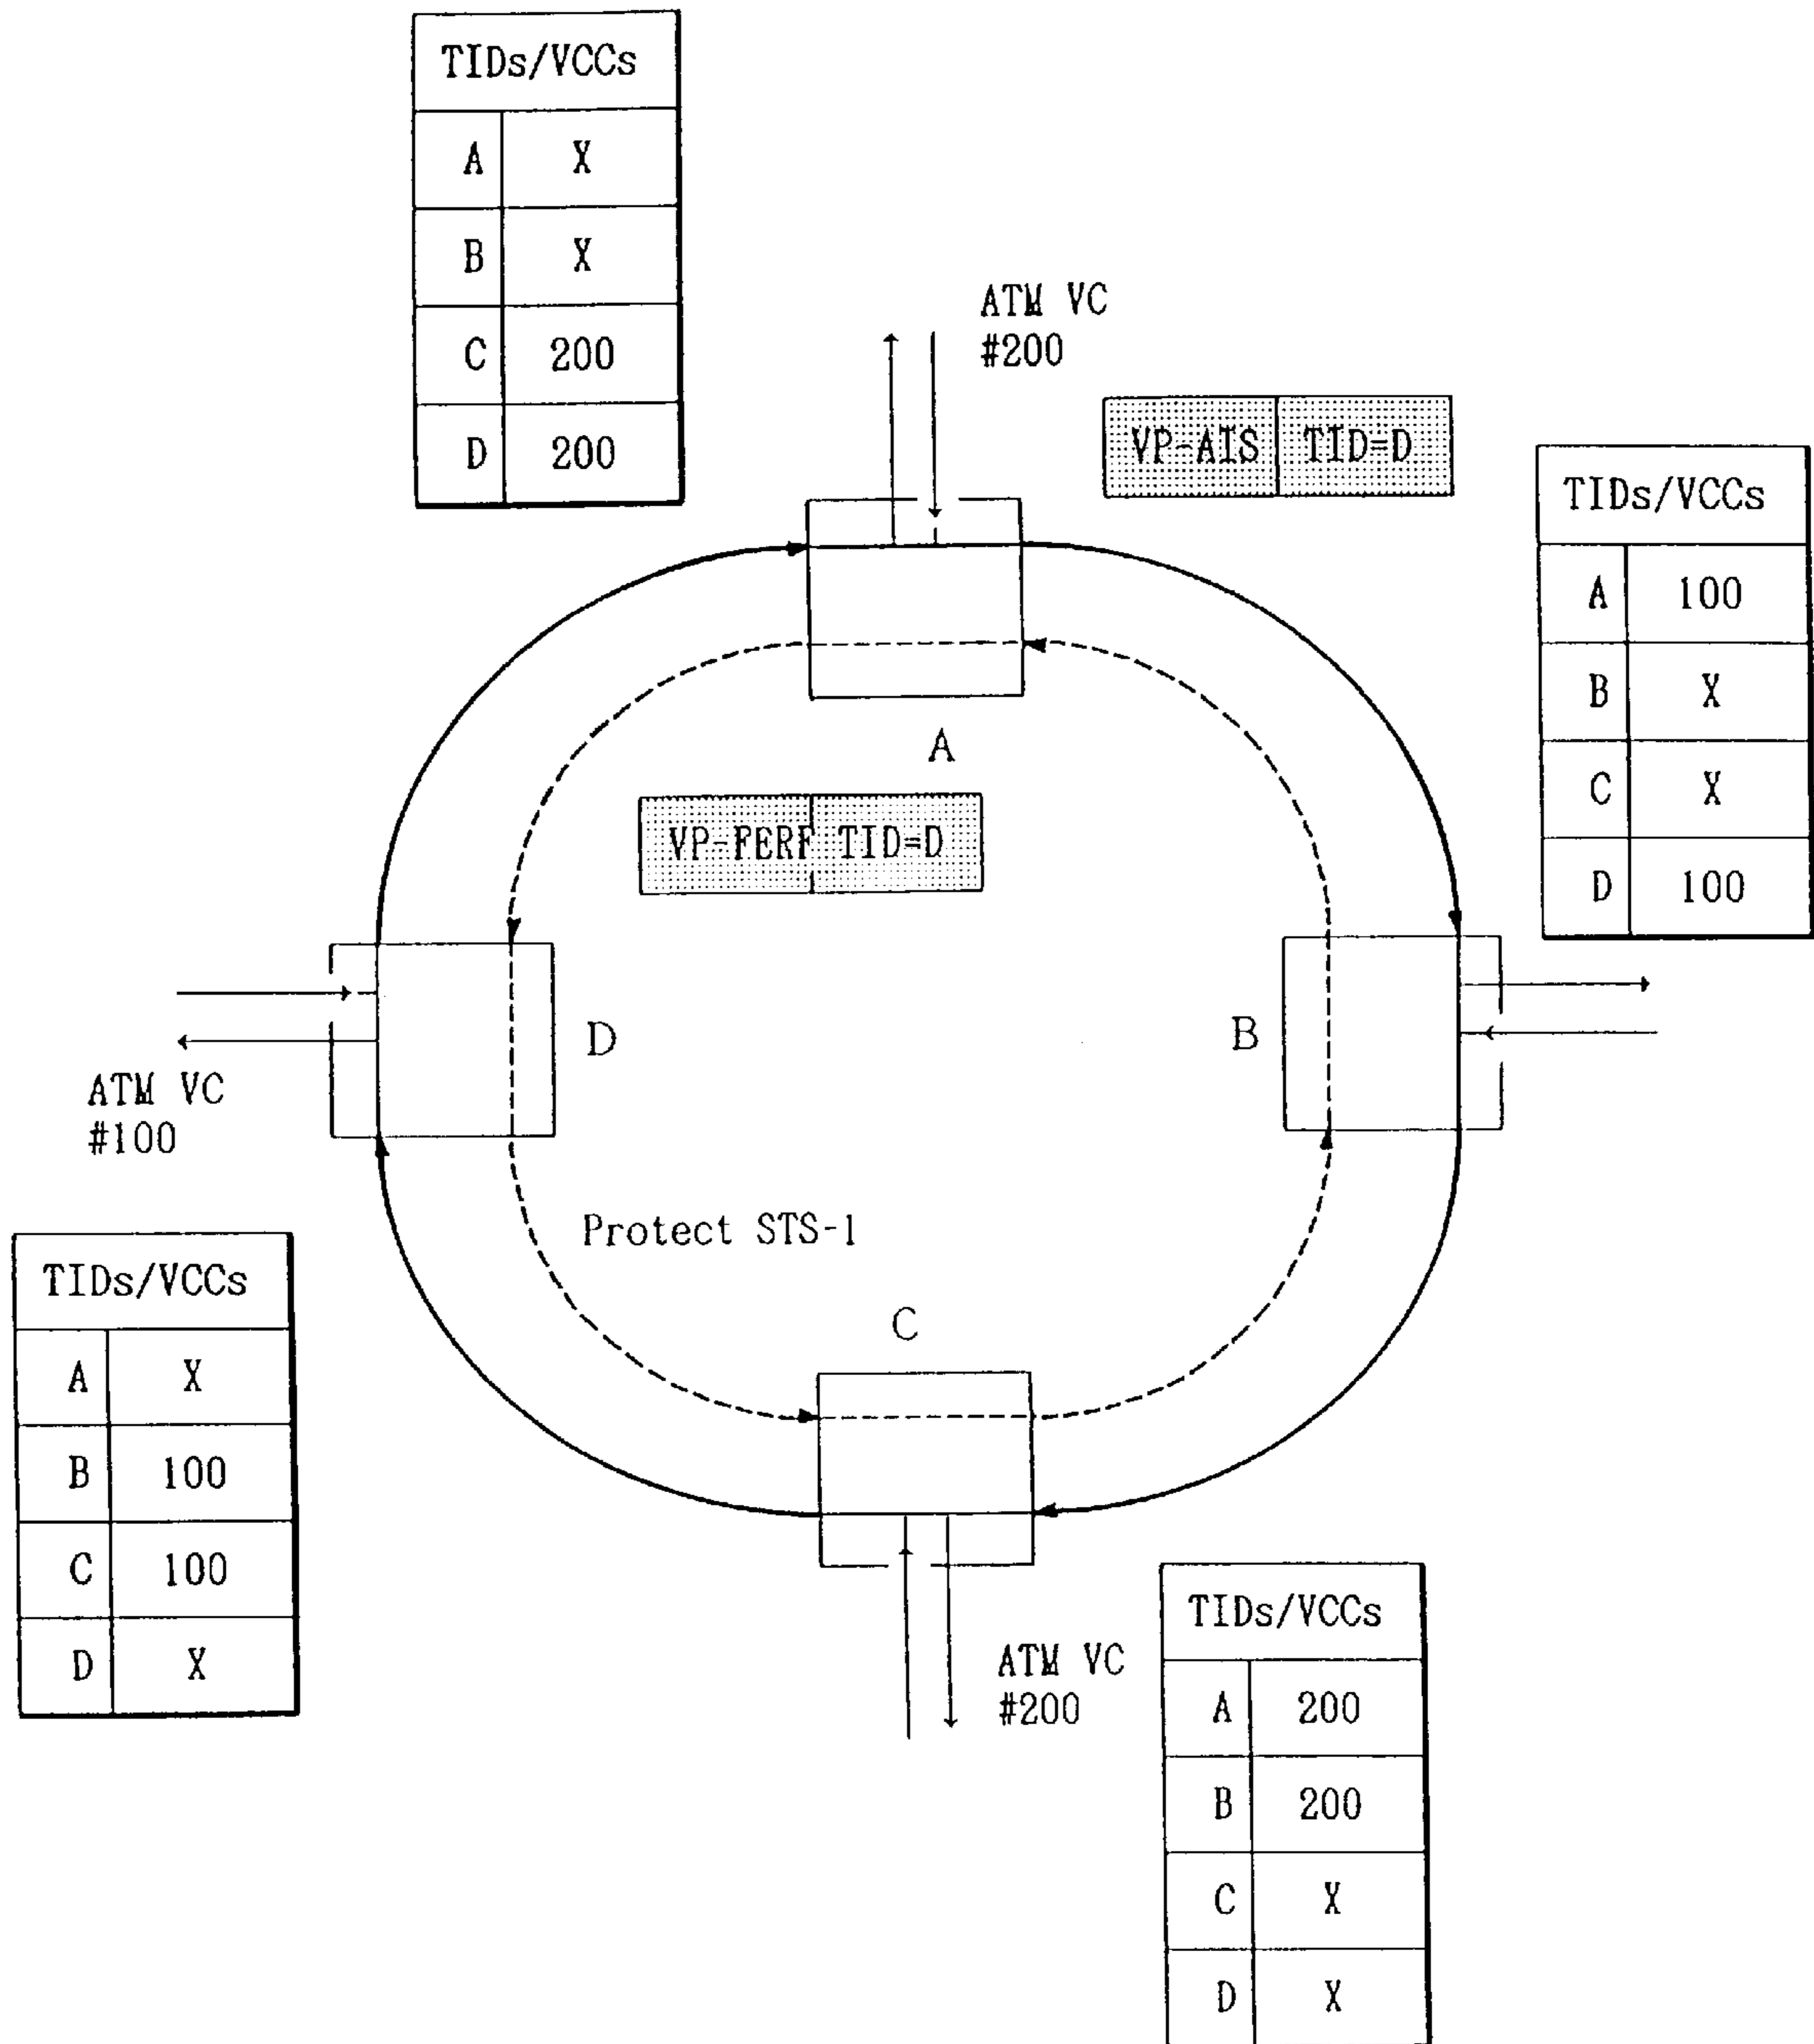 TIDs/VCCs
A X
B X
C 200
D 200
ATM VC
#200
VP-AIS TID=D
TIDs/VCCs
A 100
B X
C X
D 100
A
VP-FERF TID=D
D
B
ATM VC
#100
Protect STS-1
C
TIDs/VCCs
A X
B 100
C 100
D X
ATM VC
#200
TIDs/VCCs
A 200
B 200
C X
D X